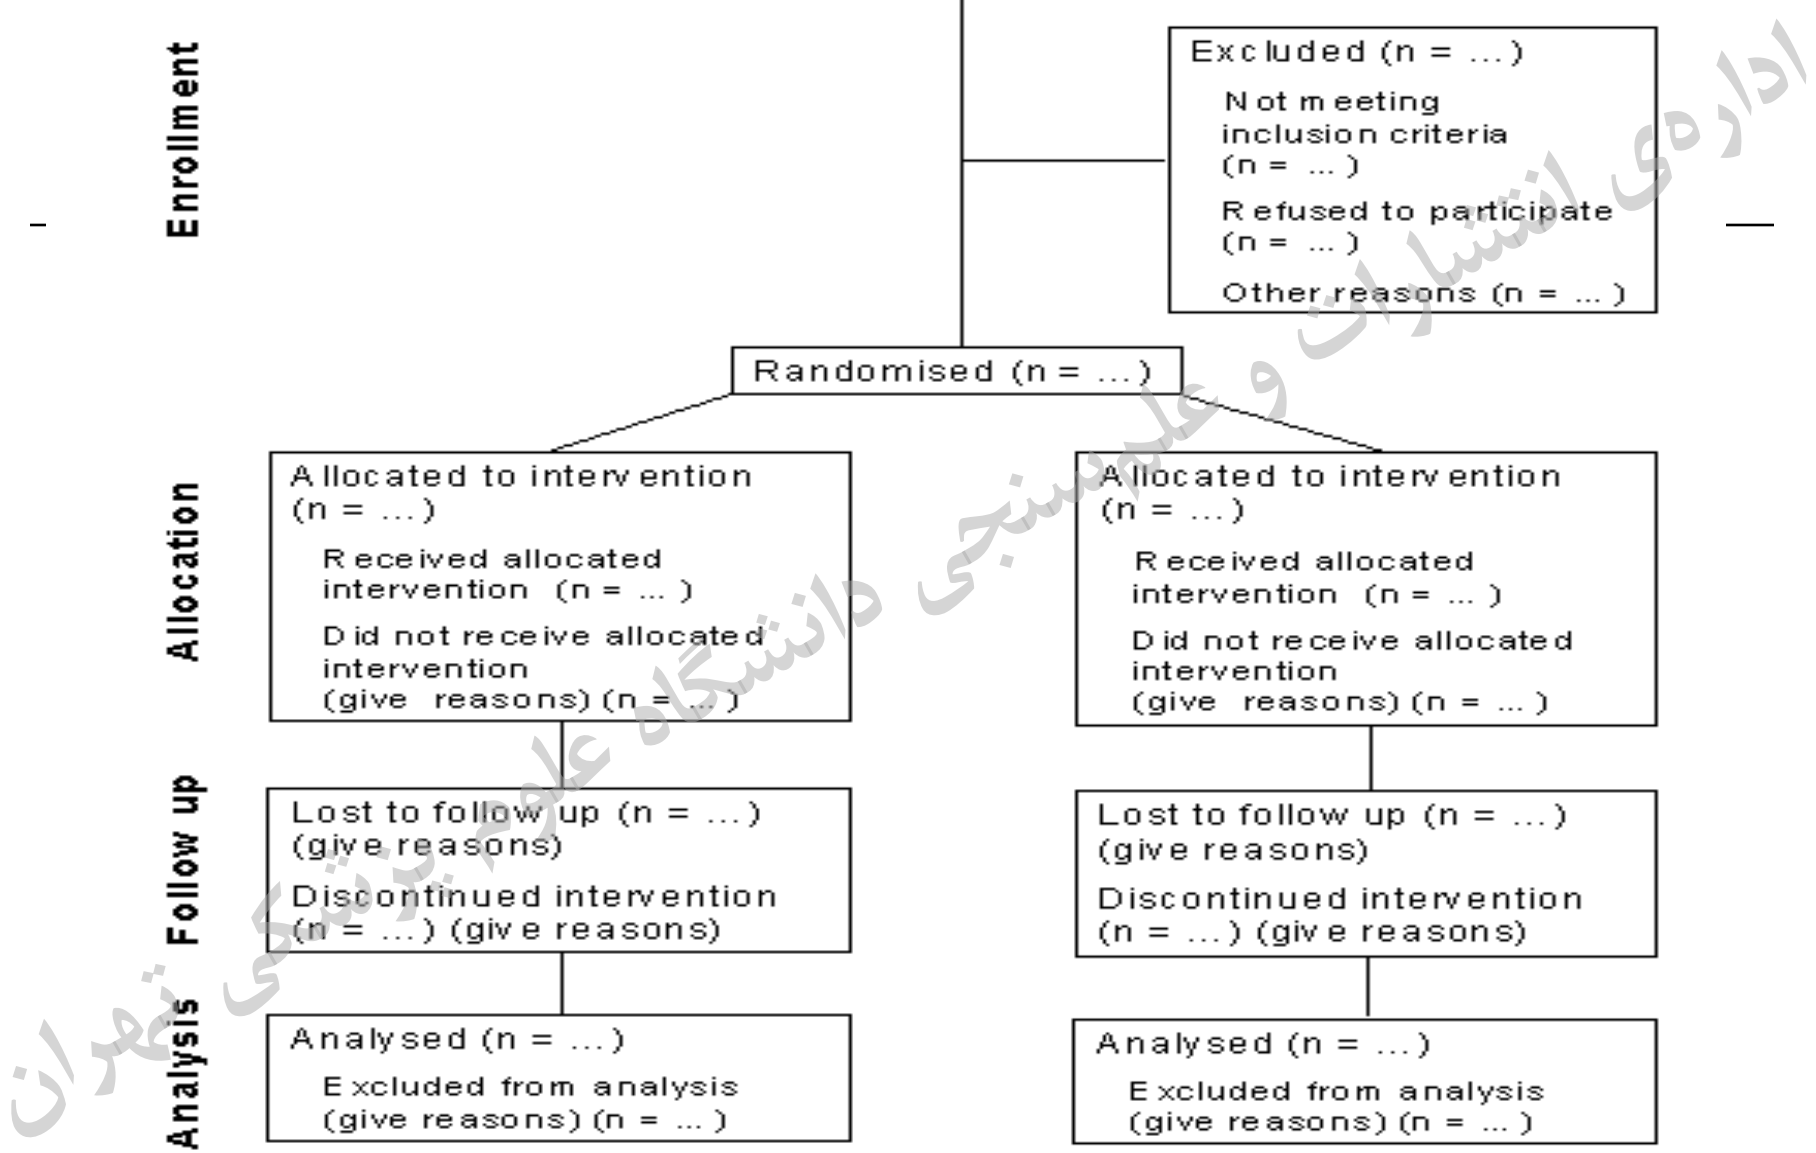 Enrollment
Excluded (n = ...)
Not meeting
inclusion criteria
(n = ... )
Refused to participate
(n = ... )
Other reasons (n = ... )
Randomised (n = ...)
Allocation
Allocated to intervention
(n = ...)
Received allocated
intervention (n = ... )
Did not receive allocated
intervention
(give reasons) (n = ... )
Allocated to intervention
(n = ...)
Received allocated
intervention (n = ... )
Did not receive allocated
intervention
(give reasons) (n = ... )
Follow up
Lost to follow up (n = ...)
(give reasons)
Discontinued intervention
(n = ...) (give reasons)
Lost to follow up (n = ...)
(give reasons)
Discontinued intervention
(n = ...) (give reasons)
Analysis
Analysed (n = ...)
Excluded from analysis
(give reasons) (n = ... )
Analysed (n = ...)
Excluded from analysis
(give reasons) (n = ... )
اداره‌ی انتشارات و علم‌سنجی دانشگاه علوم پزشکی تهران